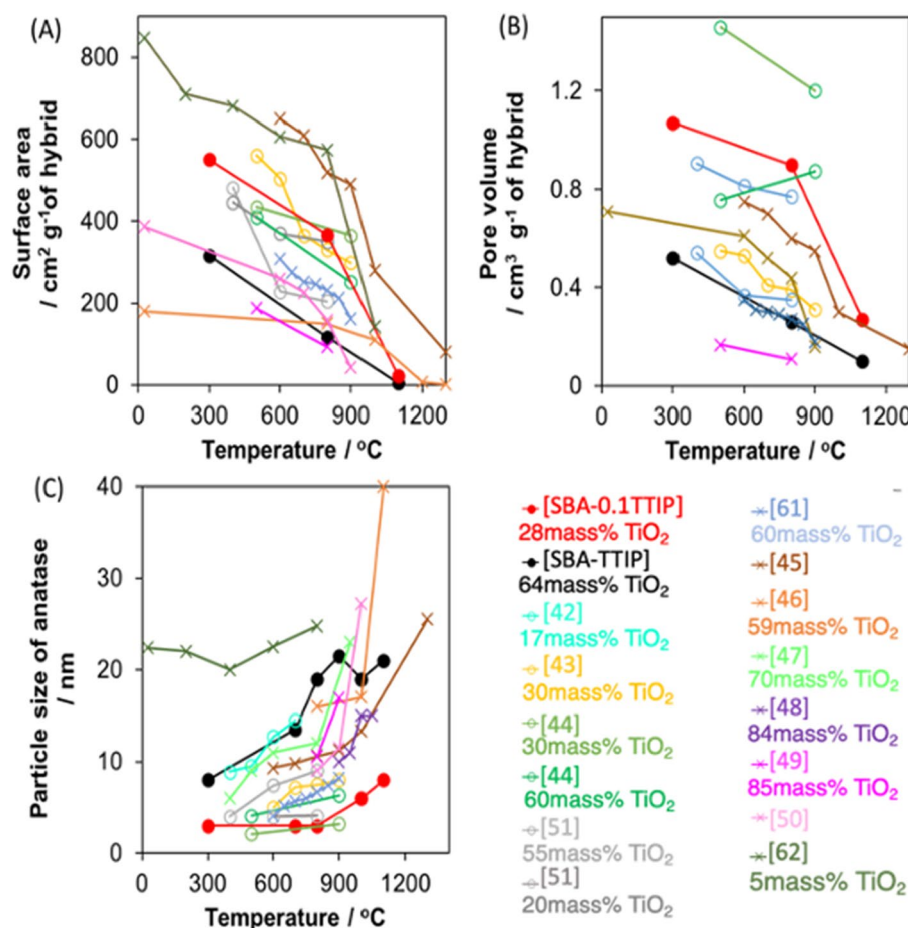 (A)
800
600
400
200
0
Surface area
/ cm² g⁻¹of hybrid
0 300 600 900 1200
Temperature / °C
(B)
1.2
0.8
0.4
0
Pore volume
/ cm³ g⁻¹ of hybrid
0 300 600 900 1200
Temperature / °C
(C)
40
30
20
10
0
Particle size of anatase
/ nm
0 300 600 900 1200
Temperature / °C
[SBA-0.1TTIP]
28mass% TiO₂
[SBA-TTIP]
64mass% TiO₂
[42]
17mass% TiO₂
[43]
30mass% TiO₂
[44]
30mass% TiO₂
[44]
60mass% TiO₂
[51]
55mass% TiO₂
[51]
20mass% TiO₂
[61]
60mass% TiO₂
[45]
[46]
59mass% TiO₂
[47]
70mass% TiO₂
[48]
84mass% TiO₂
[49]
85mass% TiO₂
[50]
[62]
5mass% TiO₂